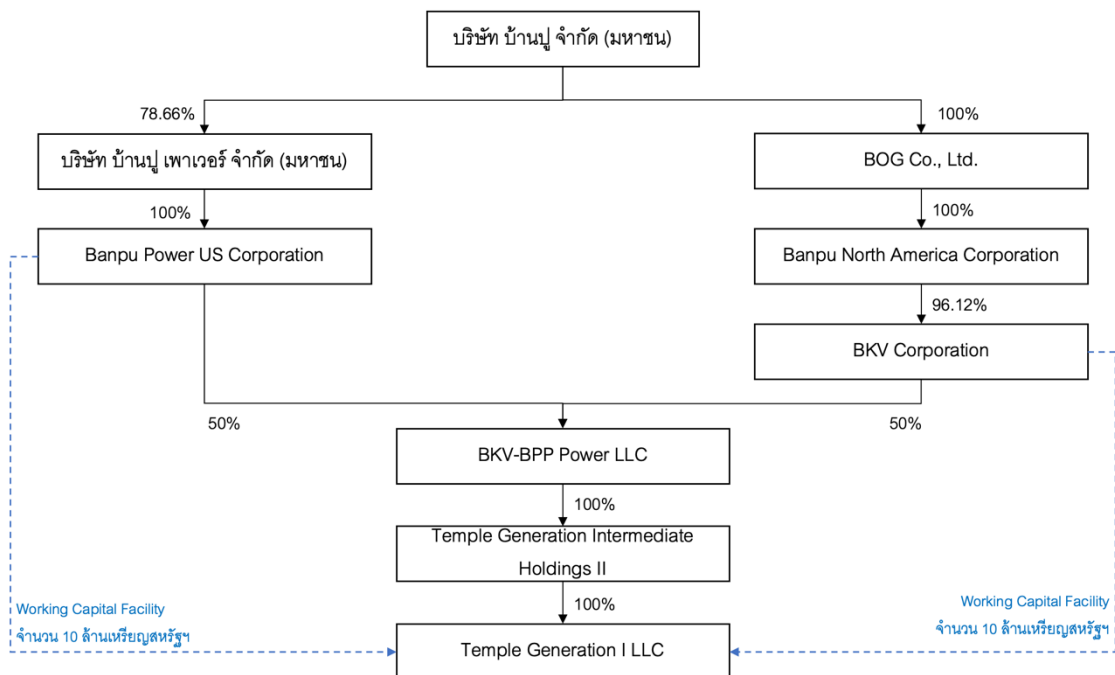 บริษัท บ้านปู จำกัด (มหาชน)
78.66%
100%
บริษัท บ้านปู เพาเวอร์ จำกัด (มหาชน)
BOG Co., Ltd.
100%
100%
Banpu Power US Corporation
Banpu North America Corporation
96.12%
BKV Corporation
50%
50%
BKV-BPP Power LLC
100%
Temple Generation Intermediate
Holdings II
100%
Working Capital Facility
จำนวน 10 ล้านเหรียญสหรัฐฯ
Working Capital Facility
จำนวน 10 ล้านเหรียญสหรัฐฯ
Temple Generation I LLC